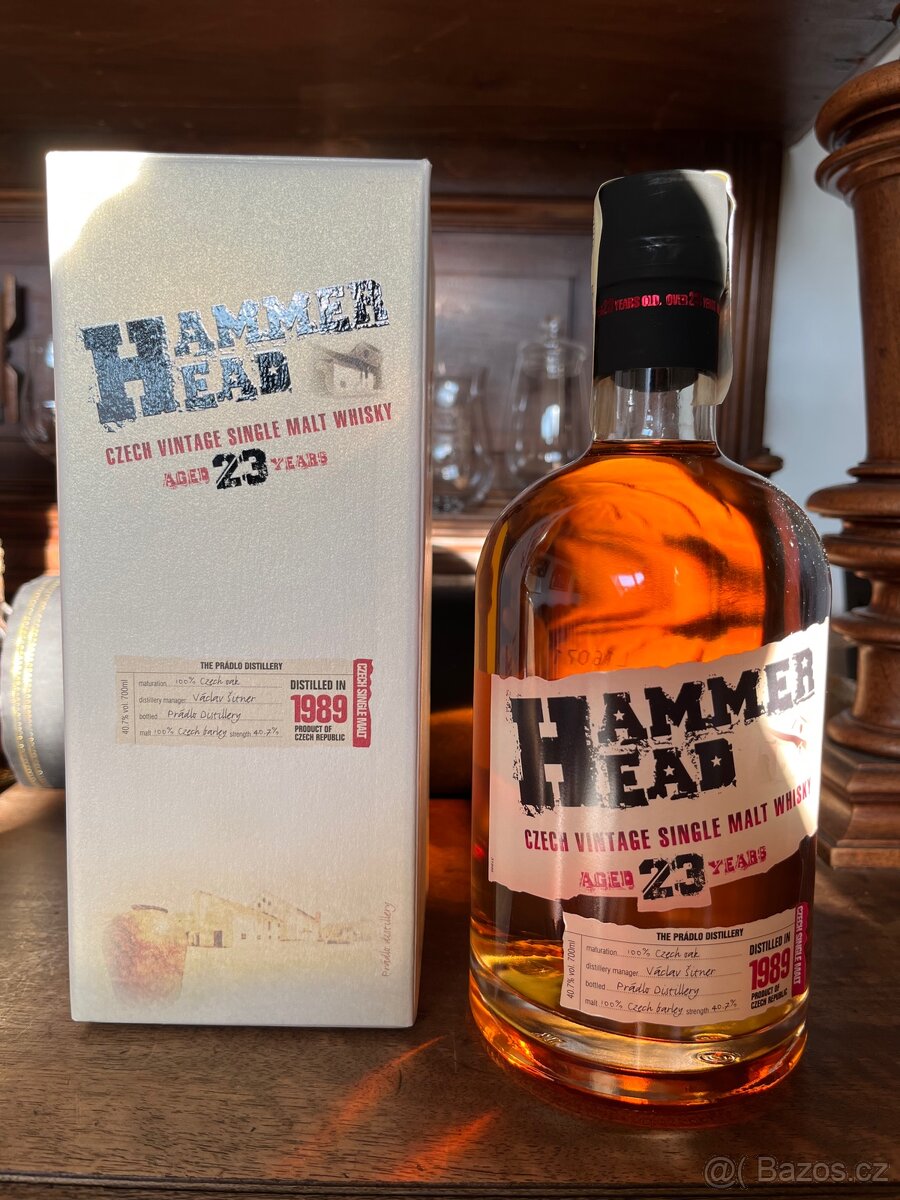 HAMMER
HEAD
CZECH VINTAGE SINGLE MALT WHISKY
AGED 23 YEARS
THE PRÁDLO DISTILLERY
40.7% vol. 700ml
maturation 100% Czech oak
distillery manager Václav Šitner
bottled Prádlo Distillery
malt 100% Czech barley strength 40.7%
DISTILLED IN
1989
PRODUCT OF
CZECH REPUBLIC
CZECH SINGLE MALT
Prádlo distillery
YEARS OLD, OVER
HAMMER
HEAD
CZECH VINTAGE SINGLE MALT WHISKY
AGED 23 YEARS
THE PRÁDLO DISTILLERY
40.7% vol. 700ml
maturation 100% Czech oak
distillery manager Václav Šitner
bottled Prádlo Distillery
malt 100% Czech barley strength 40.7%
DISTILLED IN
1989
PRODUCT OF
CZECH REPUBLIC
CZECH SINGLE MALT
@( Bazos.cz